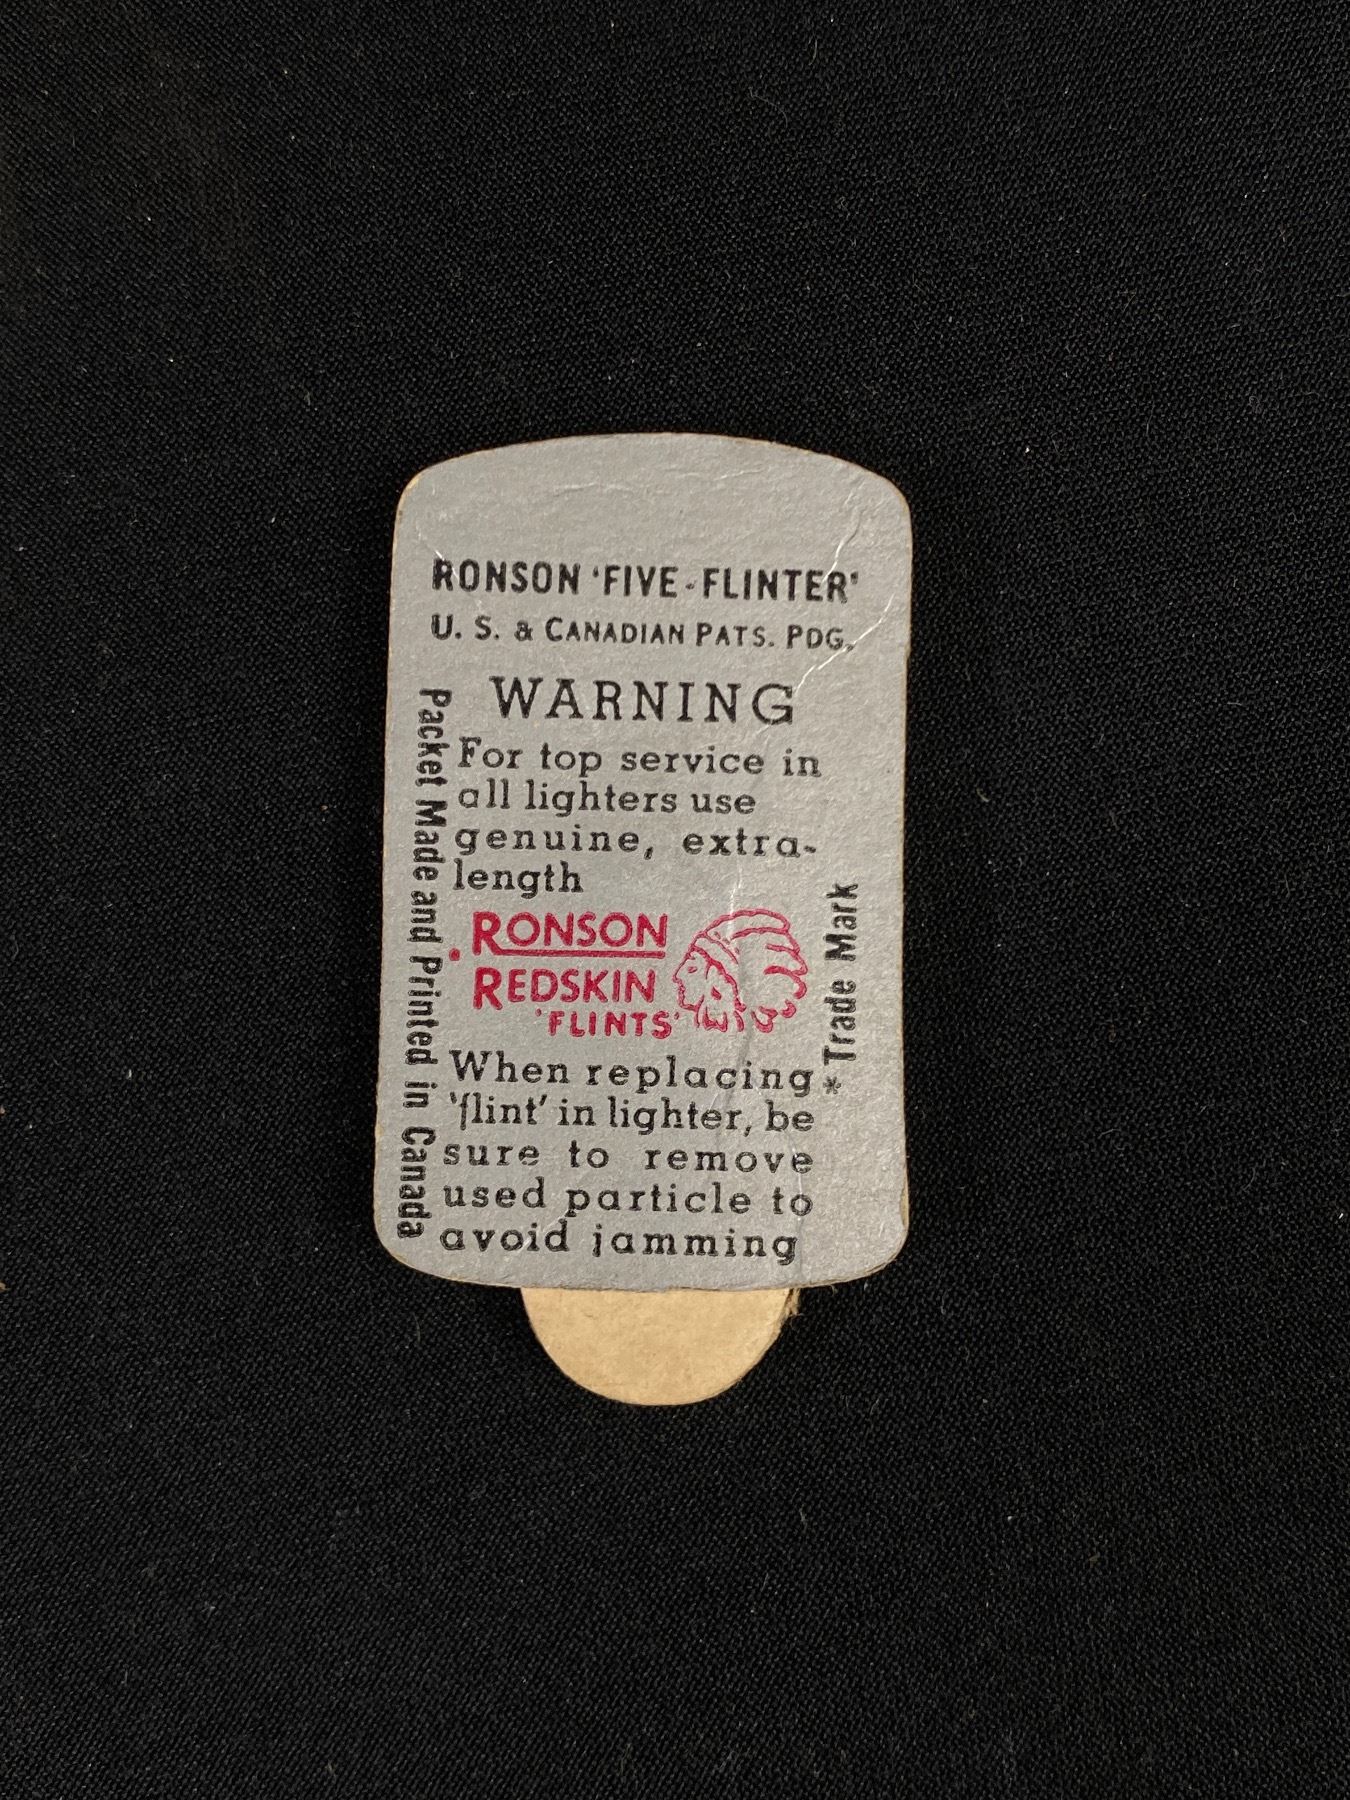 RONSON 'FIVE-FLINTER'
U. S. & CANADIAN PATS. PDG.
WARNING
For top service in
all lighters use
genuine, extra-
length
RONSON
REDSKIN
'FLINTS'
When replacing
'flint' in lighter, be
sure to remove
used particle to
avoid jamming
Packet Made and Printed in Canada
* Trade Mark